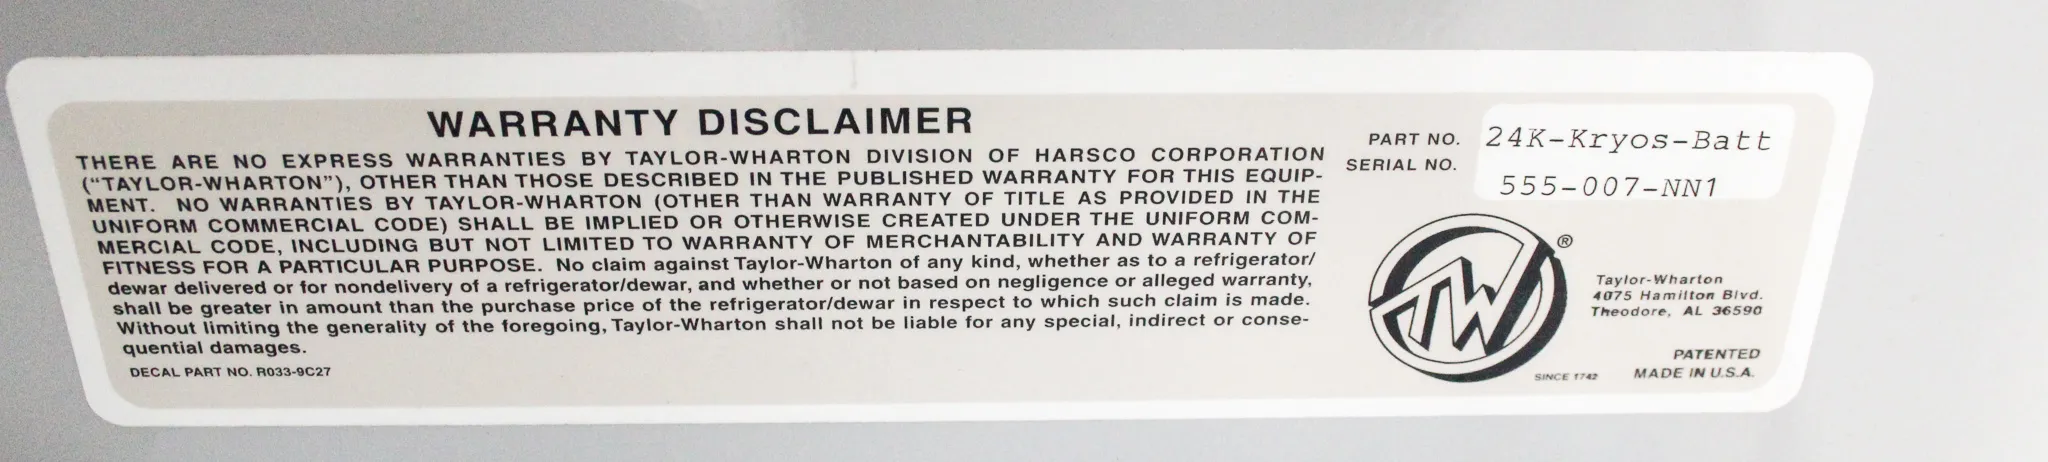 WARRANTY DISCLAIMER
THERE ARE NO EXPRESS WARRANTIES BY TAYLOR-WHARTON DIVISION OF HARSCO CORPORATION
("TAYLOR-WHARTON"), OTHER THAN THOSE DESCRIBED IN THE PUBLISHED WARRANTY FOR THIS EQUIP-
MENT. NO WARRANTIES BY TAYLOR-WHARTON (OTHER THAN WARRANTY OF TITLE AS PROVIDED IN THE
UNIFORM COMMERCIAL CODE) SHALL BE IMPLIED OR OTHERWISE CREATED UNDER THE UNIFORM COM-
MERCIAL CODE, INCLUDING BUT NOT LIMITED TO WARRANTY OF MERCHANTABILITY AND WARRANTY OF
FITNESS FOR A PARTICULAR PURPOSE. No claim against Taylor-Wharton of any kind, whether as to a refrigerator/
dewar delivered or for nondelivery of a refrigerator/dewar, and whether or not based on negligence or alleged warranty,
shall be greater in amount than the purchase price of the refrigerator/dewar in respect to which such claim is made.
Without limiting the generality of the foregoing, Taylor-Wharton shall not be liable for any special, indirect or conse-
quential damages.
DECAL PART NO. R033-9C27
PART NO. 24K-Kryos-Batt
SERIAL NO. 555-007-NN1
TW ®
Taylor-Wharton
4075 Hamilton Blvd.
Theodore, AL 36590
SINCE 1742
PATENTED
MADE IN U.S.A.